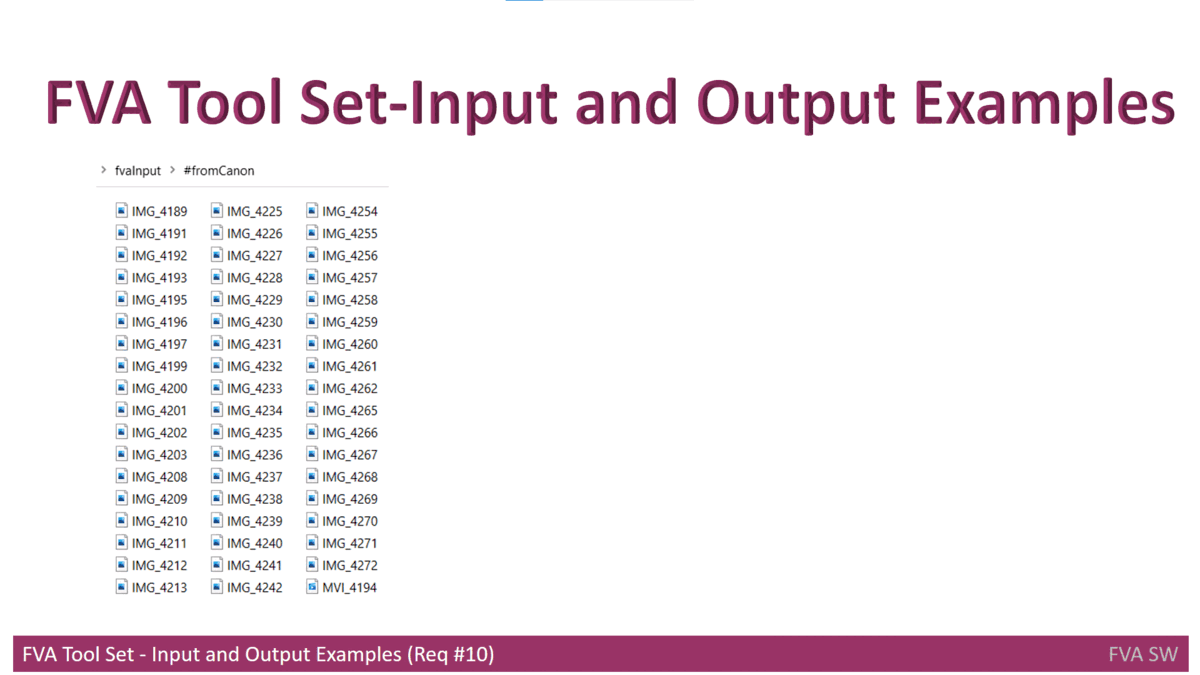 FVA Tool Set-Input and Output Examples
> fvaInput > #fromCanon
IMG_4189 IMG_4225 IMG_4254
IMG_4191 IMG_4226 IMG_4255
IMG_4192 IMG_4227 IMG_4256
IMG_4193 IMG_4228 IMG_4257
IMG_4195 IMG_4229 IMG_4258
IMG_4196 IMG_4230 IMG_4259
IMG_4197 IMG_4231 IMG_4260
IMG_4199 IMG_4232 IMG_4261
IMG_4200 IMG_4233 IMG_4262
IMG_4201 IMG_4234 IMG_4265
IMG_4202 IMG_4235 IMG_4266
IMG_4203 IMG_4236 IMG_4267
IMG_4208 IMG_4237 IMG_4268
IMG_4209 IMG_4238 IMG_4269
IMG_4210 IMG_4239 IMG_4270
IMG_4211 IMG_4240 IMG_4271
IMG_4212 IMG_4241 IMG_4272
IMG_4213 IMG_4242 MVI_4194
FVA Tool Set - Input and Output Examples (Req #10) FVA SW